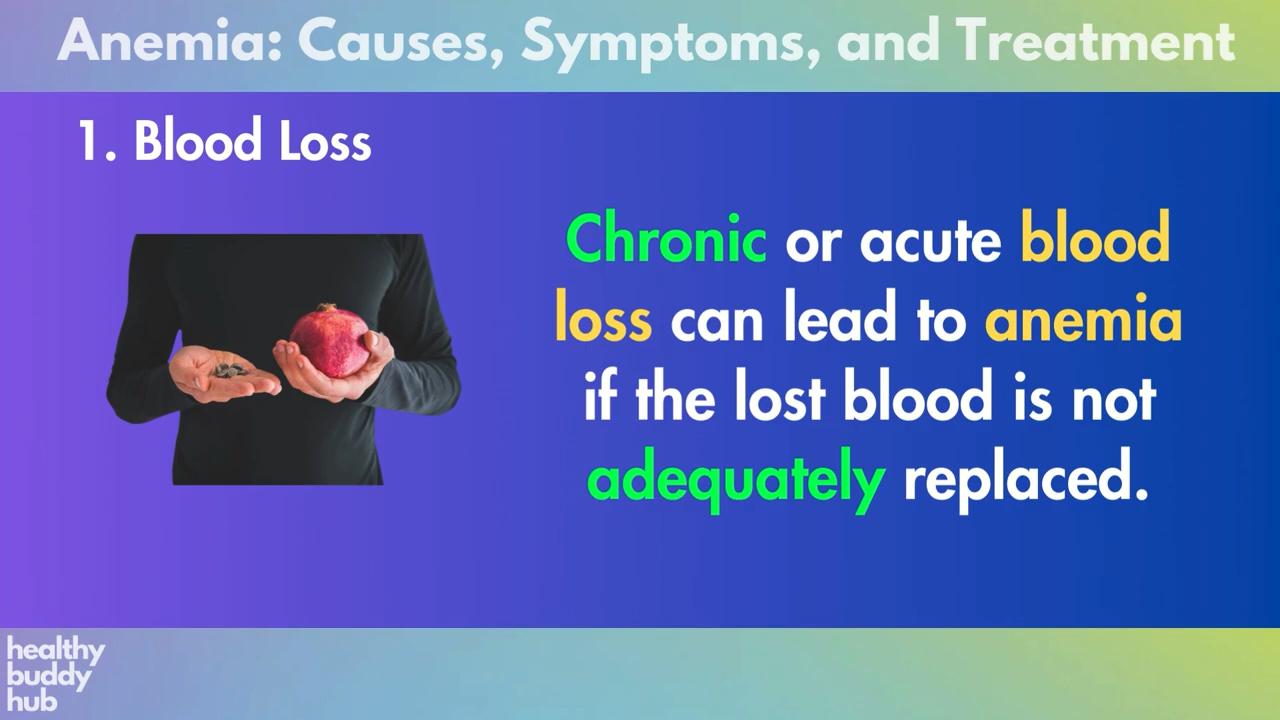 Anemia: Causes, Symptoms, and Treatment
1. Blood Loss
Chronic or acute blood
loss can lead to anemia
if the lost blood is not
adequately replaced.
healthy
buddy
hub